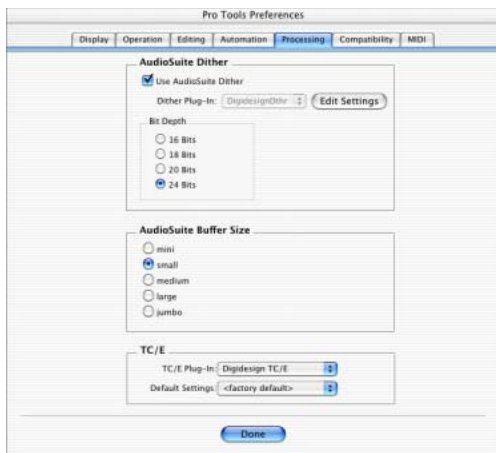 Pro Tools Preferences
Display Operation Editing Automation Processing Compatibility MIDI
AudioSuite Dither
Use AudioSuite Dither
Dither Plug-In: DigidesignDthr Edit Settings
Bit Depth
16 Bits
18 Bits
20 Bits
24 Bits
AudioSuite Buffer Size
mini
small
medium
large
jumbo
TC/E
TC/E Plug-In: Digidesign TC/E
Default Settings: <factory default>
Done